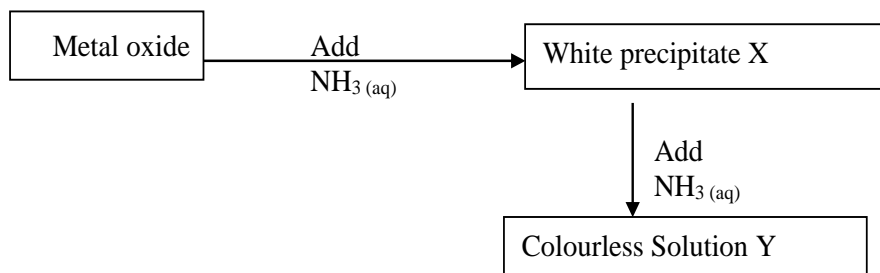 Metal oxide
Add
NH₃ (aq)
White precipitate X
Add
NH₃ (aq)
Colourless Solution Y